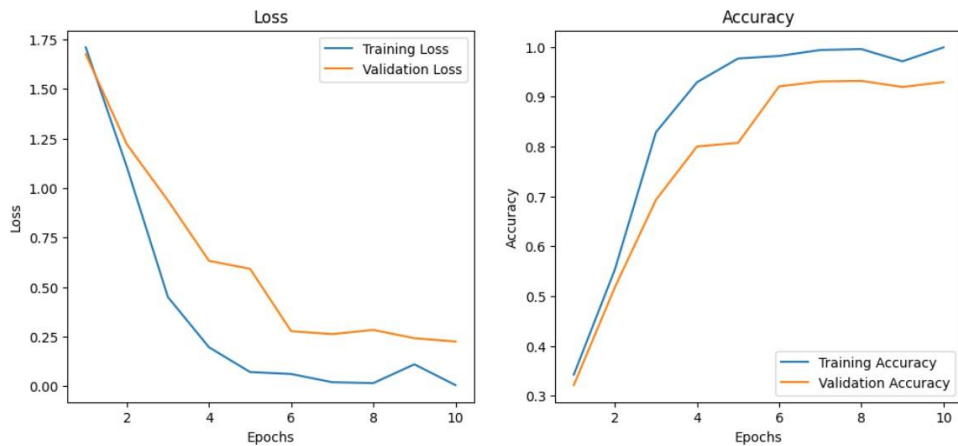 Loss
1.75
1.50
1.25
1.00
0.75
0.50
0.25
0.00
Loss
Training Loss
Validation Loss
2
4
6
8
10
Epochs
Accuracy
1.0
0.9
0.8
0.7
0.6
0.5
0.4
0.3
Accuracy
Training Accuracy
Validation Accuracy
2
4
6
8
10
Epochs